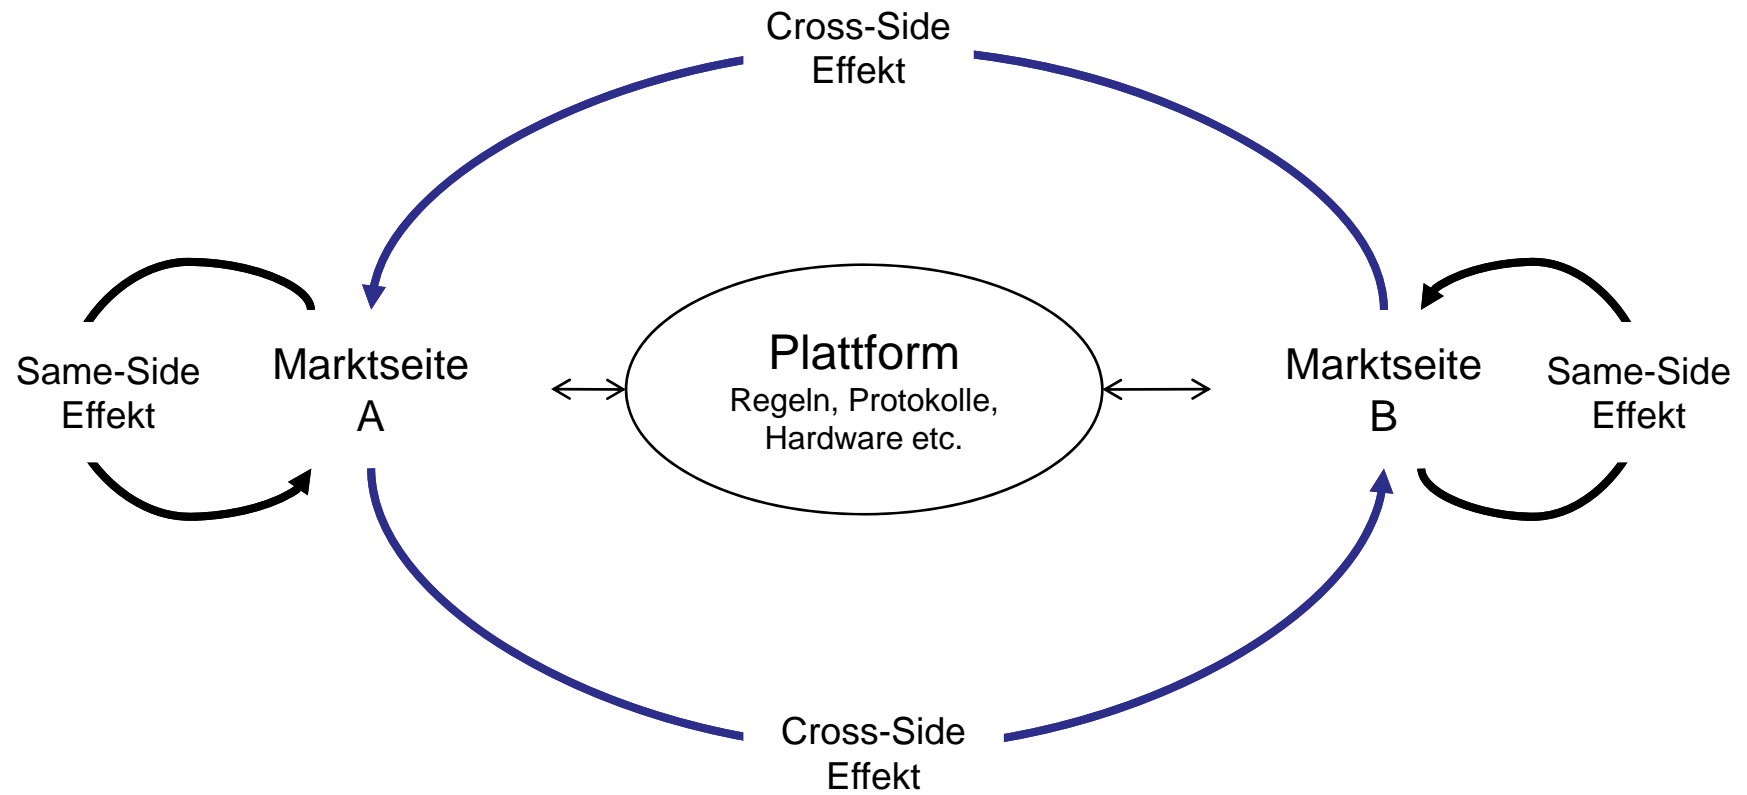 Cross-Side
Effekt
Same-Side
Effekt
Marktseite
A
Plattform
Regeln, Protokolle,
Hardware etc.
Marktseite
B
Same-Side
Effekt
Cross-Side
Effekt